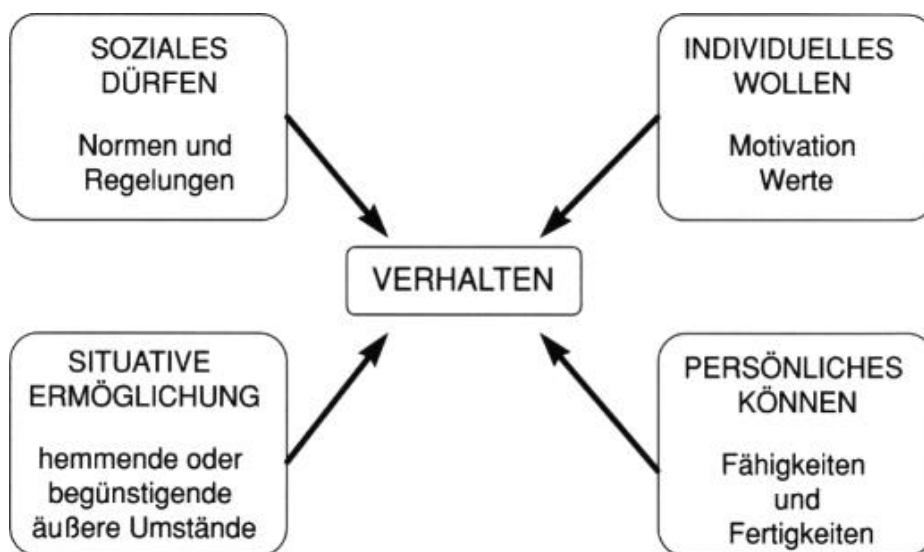 SOZIALES
DÜRFEN
Normen und
Regelungen
INDIVIDUELLES
WOLLEN
Motivation
Werte
VERHALTEN
SITUATIVE
ERMÖGLICHUNG
hemmende oder
begünstigende
äußere Umstände
PERSÖNLICHES
KÖNNEN
Fähigkeiten
und
Fertigkeiten